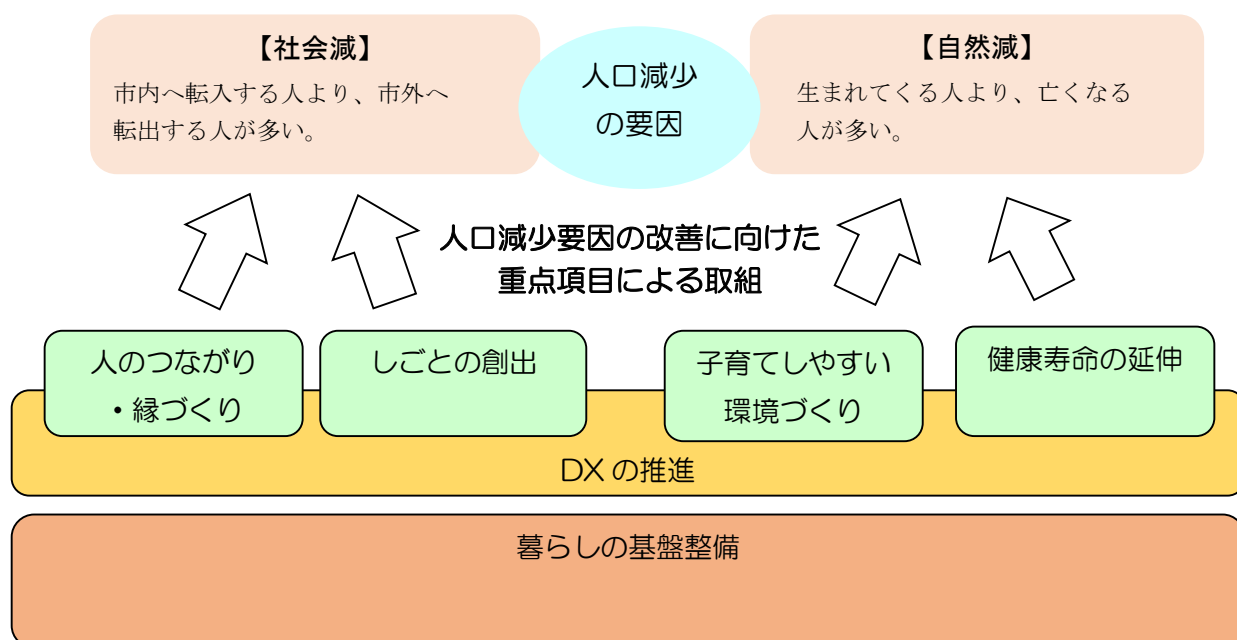 【社会減】
市内へ転入する人より、市外へ
転出する人が多い。
人口減少
の要因
【自然減】
生まれてくる人より、亡くなる
人が多い。
人口減少要因の改善に向けた
重点項目による取組
人のつながり
・縁づくり
しごとの創出
子育てしやすい
環境づくり
健康寿命の延伸
DXの推進
暮らしの基盤整備